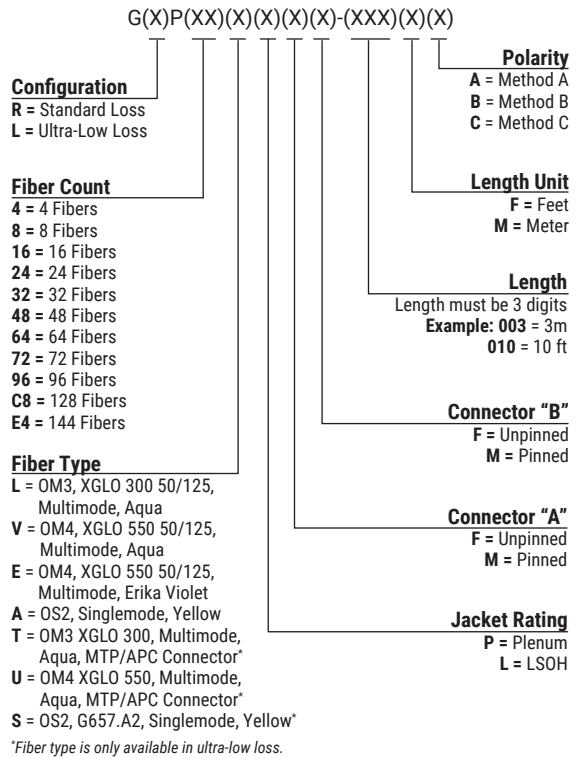 G(X)P(XX)(X)(X)(X)(X)-(XXX)(X)(X)
Configuration
R = Standard Loss
L = Ultra-Low Loss
Fiber Count
4 = 4 Fibers
8 = 8 Fibers
16 = 16 Fibers
24 = 24 Fibers
32 = 32 Fibers
48 = 48 Fibers
64 = 64 Fibers
72 = 72 Fibers
96 = 96 Fibers
C8 = 128 Fibers
E4 = 144 Fibers
Fiber Type
L = OM3, XGLO 300 50/125,
Multimode, Aqua
V = OM4, XGLO 550 50/125,
Multimode, Aqua
E = OM4, XGLO 550 50/125,
Multimode, Erika Violet
A = OS2, Singlemode, Yellow
T = OM3 XGLO 300, Multimode,
Aqua, MTP/APC Connector*
U = OM4 XGLO 550, Multimode,
Aqua, MTP/APC Connector*
S = OS2, G657.A2, Singlemode, Yellow*
*Fiber type is only available in ultra-low loss.
Polarity
A = Method A
B = Method B
C = Method C
Length Unit
F = Feet
M = Meter
Length
Length must be 3 digits
Example: 003 = 3m
010 = 10 ft
Connector “B”
F = Unpinned
M = Pinned
Connector “A”
F = Unpinned
M = Pinned
Jacket Rating
P = Plenum
L = LSOH